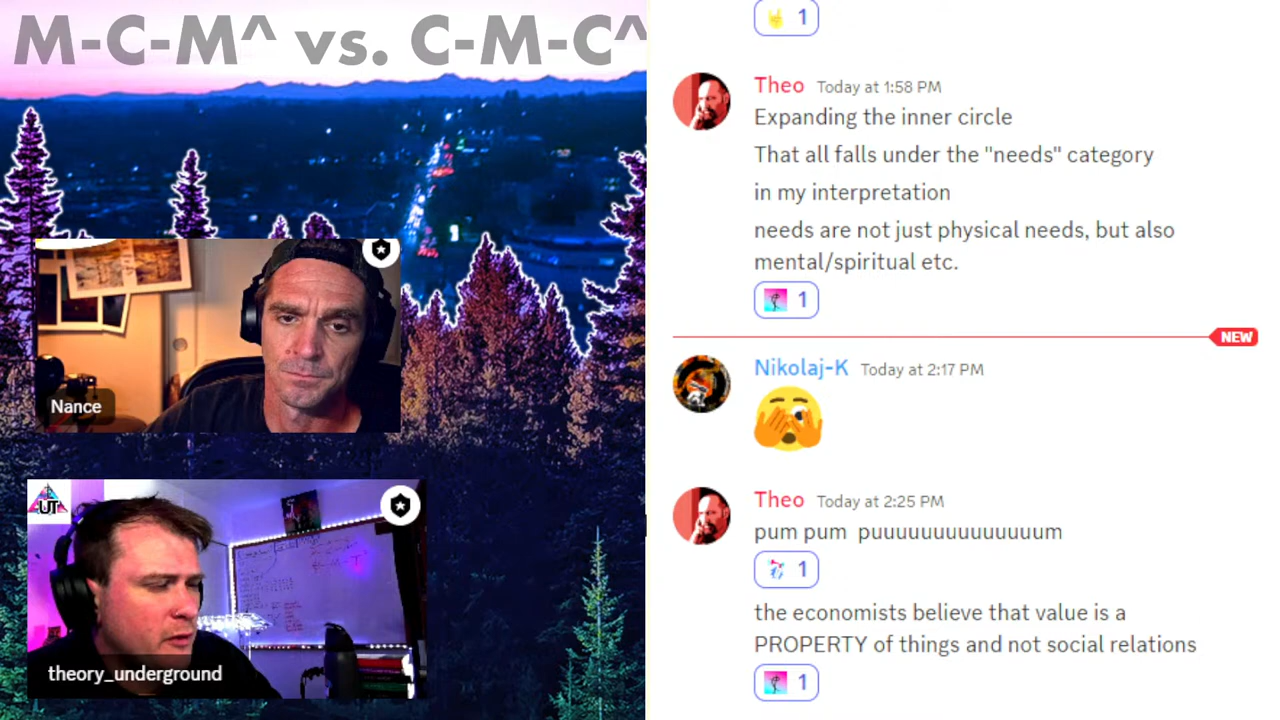 M-C-M^ vs. C-M-C^
Nance
UT
theory_underground
1
Theo Today at 1:58 PM
Expanding the inner circle
That all falls under the "needs" category
in my interpretation
needs are not just physical needs, but also
mental/spiritual etc.
1
NEW
Nikolaj-K Today at 2:17 PM
Theo Today at 2:25 PM
pum pum puuuuuuuuuuuuuum
1
the economists believe that value is a
PROPERTY of things and not social relations
1